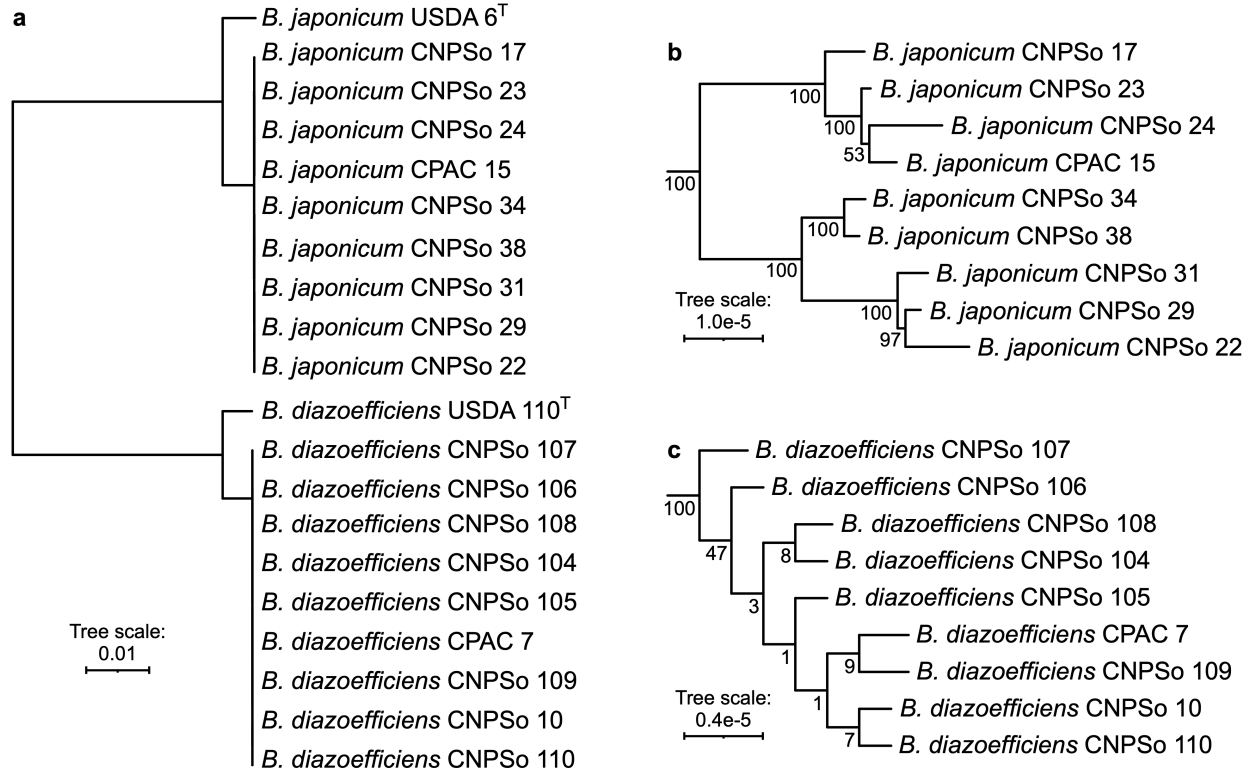 a
B. japonicum USDA 6T
B. japonicum CNPSo 17
B. japonicum CNPSo 23
B. japonicum CNPSo 24
B. japonicum CPAC 15
B. japonicum CNPSo 34
B. japonicum CNPSo 38
B. japonicum CNPSo 31
B. japonicum CNPSo 29
B. japonicum CNPSo 22
B. diazoefficiens USDA 110T
B. diazoefficiens CNPSo 107
B. diazoefficiens CNPSo 106
B. diazoefficiens CNPSo 108
B. diazoefficiens CNPSo 104
B. diazoefficiens CNPSo 105
B. diazoefficiens CPAC 7
B. diazoefficiens CNPSo 109
B. diazoefficiens CNPSo 10
B. diazoefficiens CNPSo 110
Tree scale:
0.01
b
B. japonicum CNPSo 17
B. japonicum CNPSo 23
B. japonicum CNPSo 24
B. japonicum CPAC 15
B. japonicum CNPSo 34
B. japonicum CNPSo 38
B. japonicum CNPSo 31
B. japonicum CNPSo 29
B. japonicum CNPSo 22
100
100
53
100
100
100
100
97
Tree scale:
1.0e-5
c
B. diazoefficiens CNPSo 107
B. diazoefficiens CNPSo 106
B. diazoefficiens CNPSo 108
B. diazoefficiens CNPSo 104
B. diazoefficiens CNPSo 105
B. diazoefficiens CPAC 7
B. diazoefficiens CNPSo 109
B. diazoefficiens CNPSo 10
B. diazoefficiens CNPSo 110
100
47
8
3
1
9
1
7
Tree scale:
0.4e-5